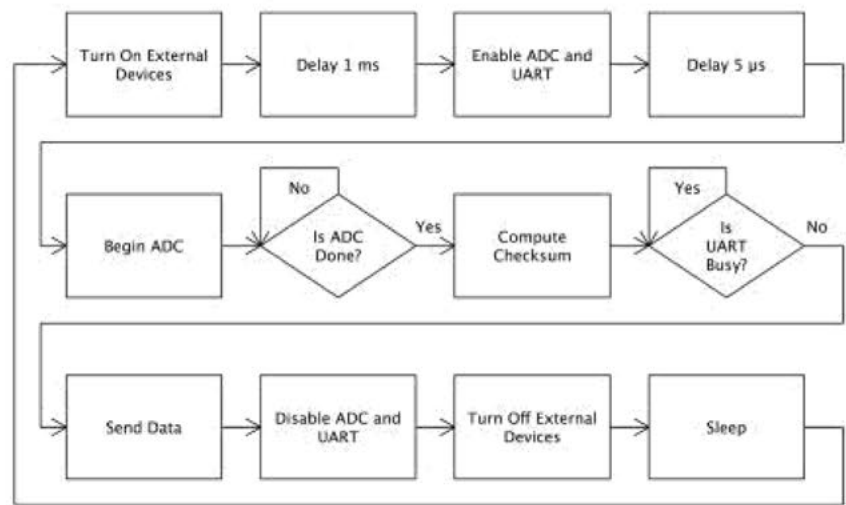 Turn On External
Devices
Delay 1 ms
Enable ADC and
UART
Delay 5 µs
No
Yes
Begin ADC
Is ADC
Done?
Yes
Compute
Checksum
Is
UART
Busy?
No
Send Data
Disable ADC and
UART
Turn Off External
Devices
Sleep